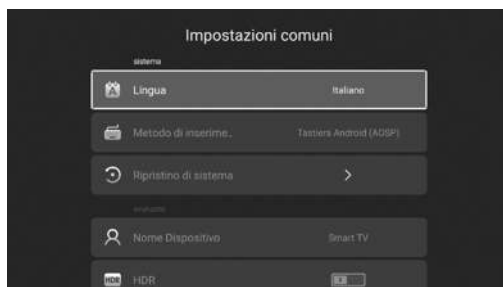 Impostazioni comuni
sistema
Lingua
Italiano
Metodo di inserime..
Tastiers Android (AOSP)
Ripristino di sistema
Nome Dispositivo
Smart TV
HDR HDR